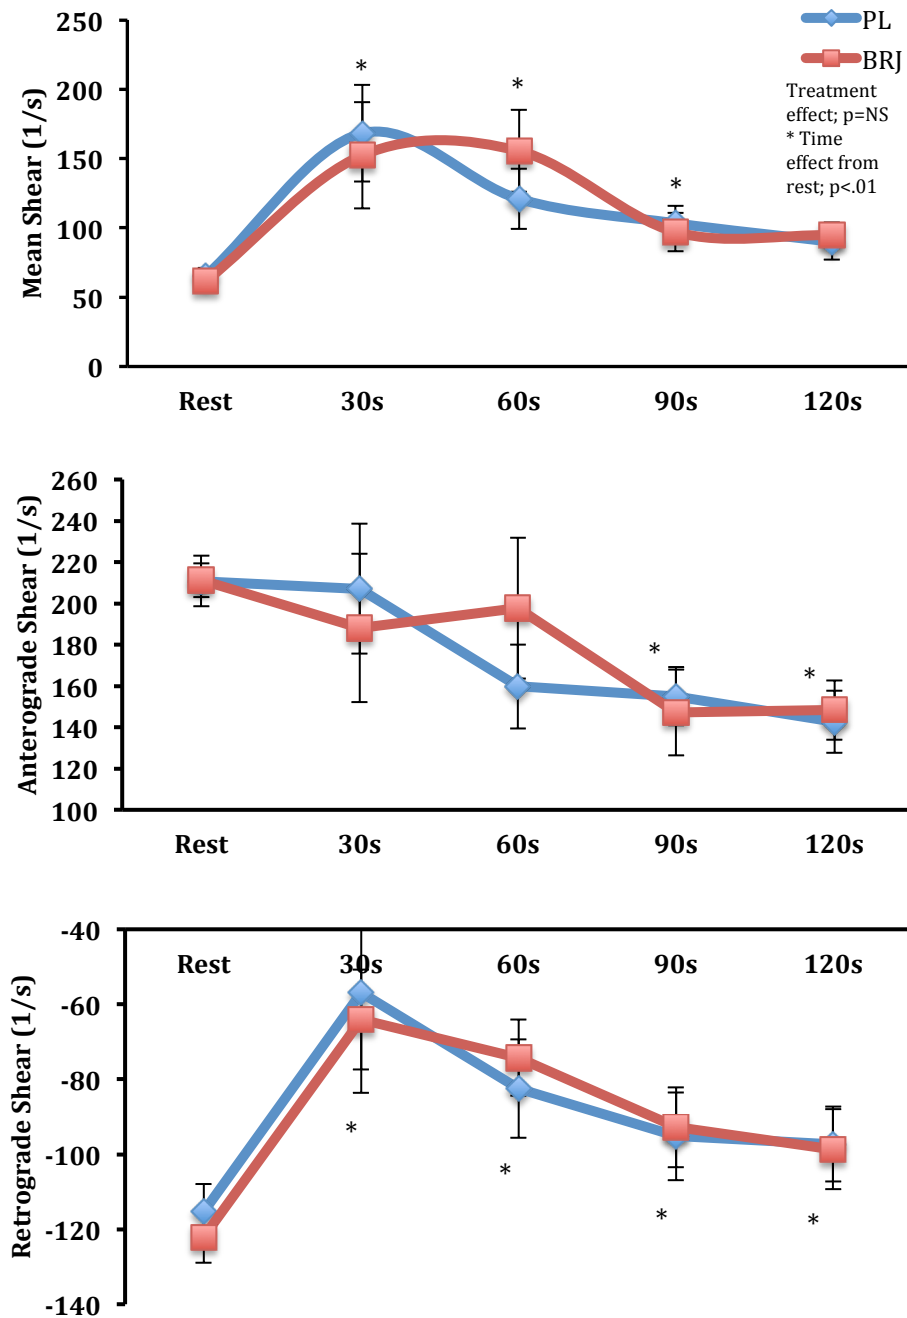 PL
BRJ
Treatment
effect; p=NS
* Time
effect from
rest; p<.01
Mean Shear (1/s)
250
200
150
100
50
0
*
*
*
Rest 30s 60s 90s 120s
Anterograde Shear (1/s)
260
240
220
200
180
160
140
120
100
*
*
Rest 30s 60s 90s 120s
Retrograde Shear (1/s)
-40
-60
-80
-100
-120
-140
Rest 30s 60s 90s 120s
*
*
*
*